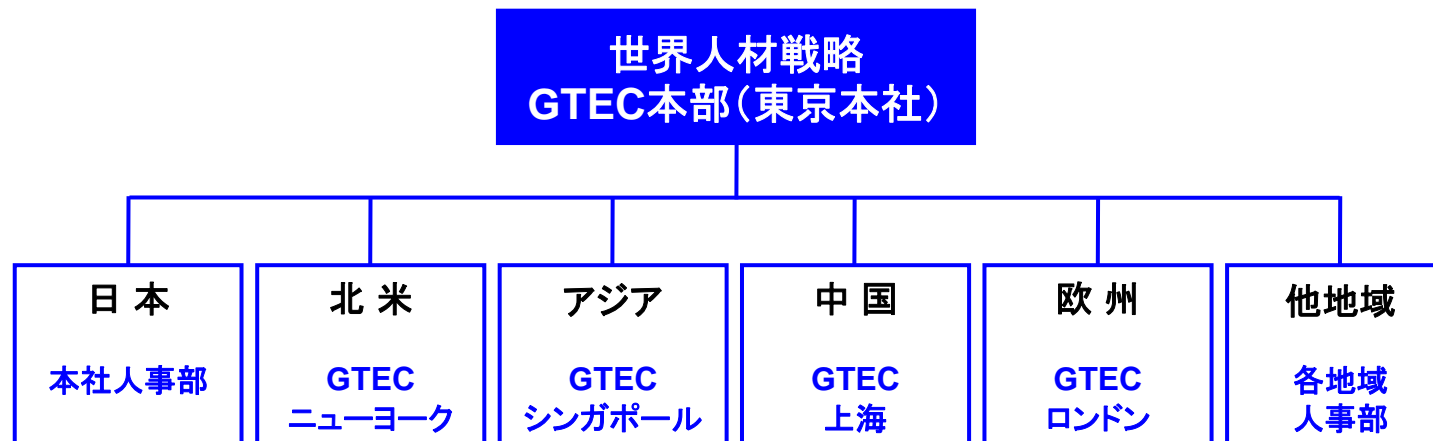 世界人材戦略
GTEC本部（東京本社）
日 本
本社人事部
北 米
GTEC
ニューヨーク
アジア
GTEC
シンガポール
中 国
GTEC
上海
欧 州
GTEC
ロンドン
他地域
各地域
人事部